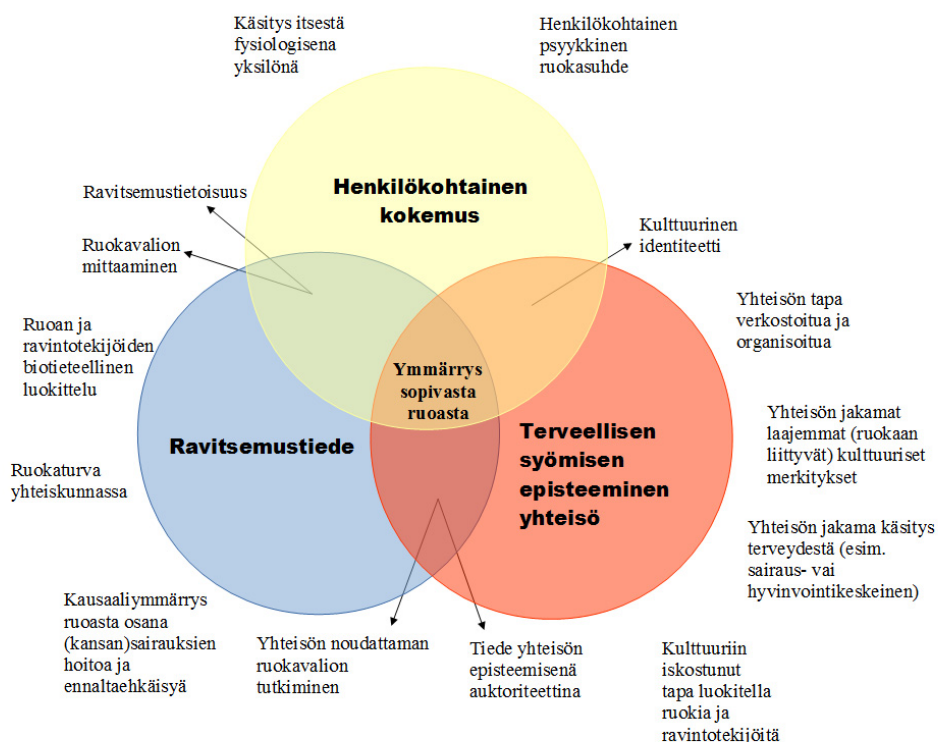 Käsitys itsestä
fysiologisena
yksilönä
Henkilökohtainen
psyykkinen
ruokasuhde
Henkilökohtainen
kokemus
Ravitsemustietoisuus
Ruokavalion
mittaaminen
Kulttuurinen
identiteetti
Ruoan ja
ravintotekijöiden
biotieteellinen
luokittelu
Yhteisön tapa
verkostoitua ja
organisoitua
Ymmärrys
sopivasta
ruoasta
Ravitsemustiede
Terveellisen
syömisen
episteeminen
yhteisö
Yhteisön jakamat
laajemmat (ruokaan
liittyvät) kulttuuriset
merkitykset
Ruokaturva
yhteiskunnassa
Yhteisön jakama käsitys
terveydestä (esim.
sairaus- vai
hyvinvointikeskeinen)
Kausaaliymmärrys
ruoasta osana
(kansan)sairauksien
hoitoa ja
ennaltaehkäisyä
Yhteisön noudattaman
ruokavalion
tutkiminen
Tiede yhteisön
episteemisenä
auktoriteettina
Kulttuuriin
iskostunut
tapa luokitella
ruokia ja
ravintotekijöitä